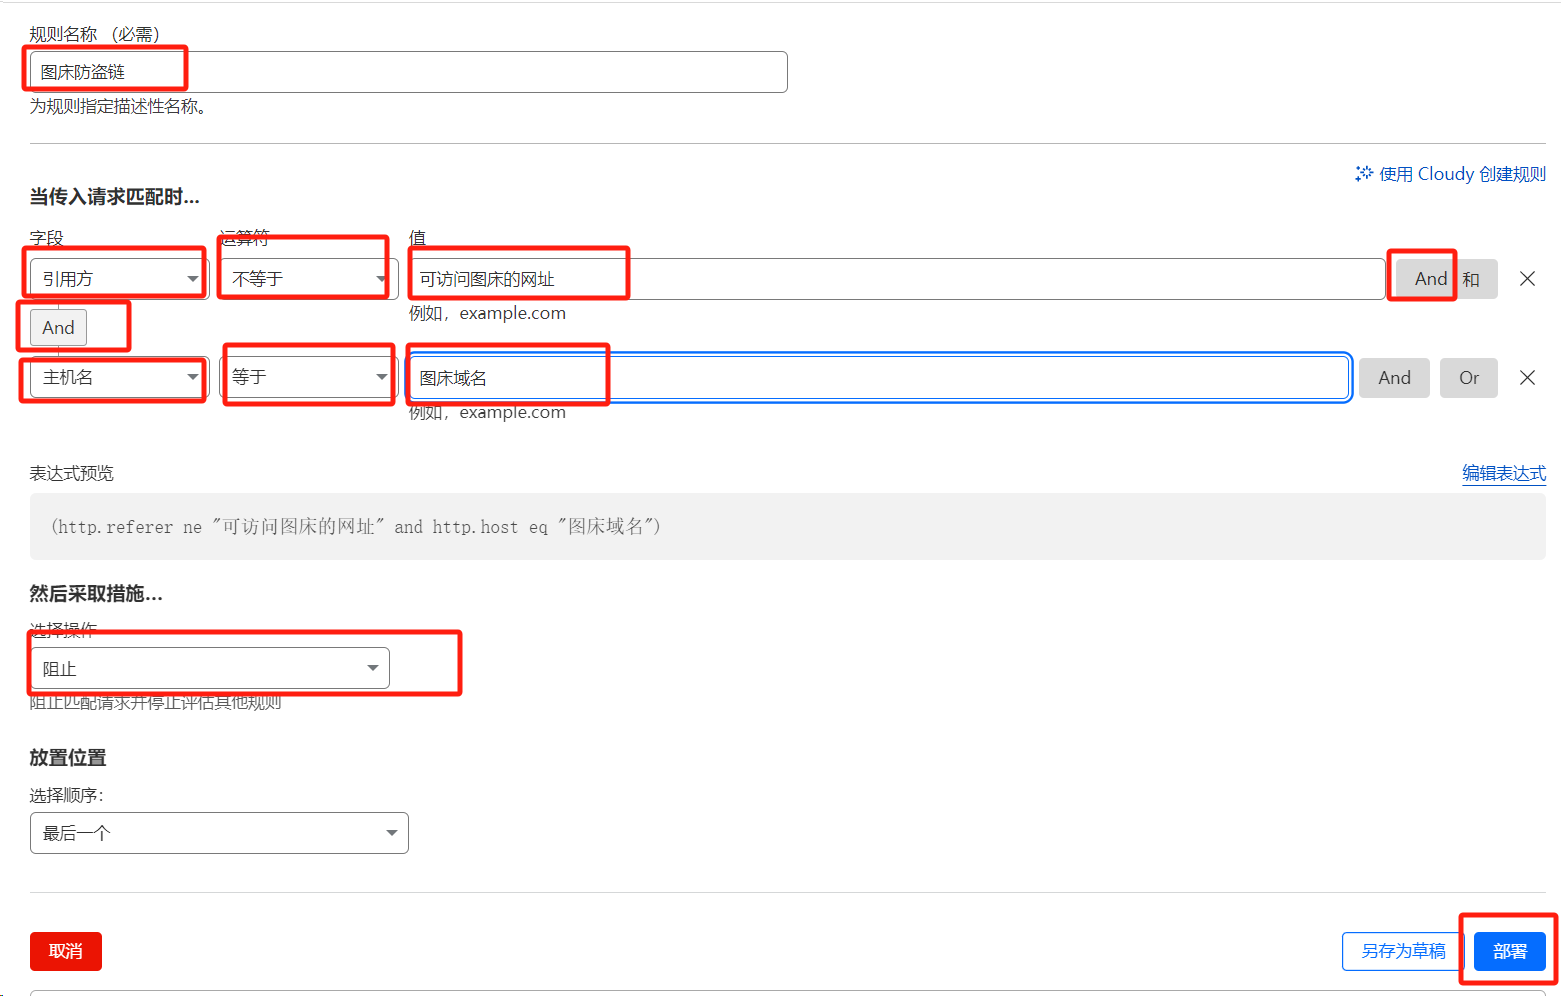 规则名称 （必需）
图床防盗链
为规则指定描述性名称。
使用 Cloudy 创建规则
当传入请求匹配时...
字段 运算符 值
引用方 不等于 可访问图床的网址 And 和
例如，example.com
And
主机名 等于 图床域名 And Or
例如，example.com
表达式预览 编辑表达式
(http.referer ne "可访问图床的网址" and http.host eq "图床域名")
然后采取措施...
选择操作
阻止
阻止匹配请求并停止评估其他规则
放置位置
选择顺序：
最后一个
取消 另存为草稿 部署